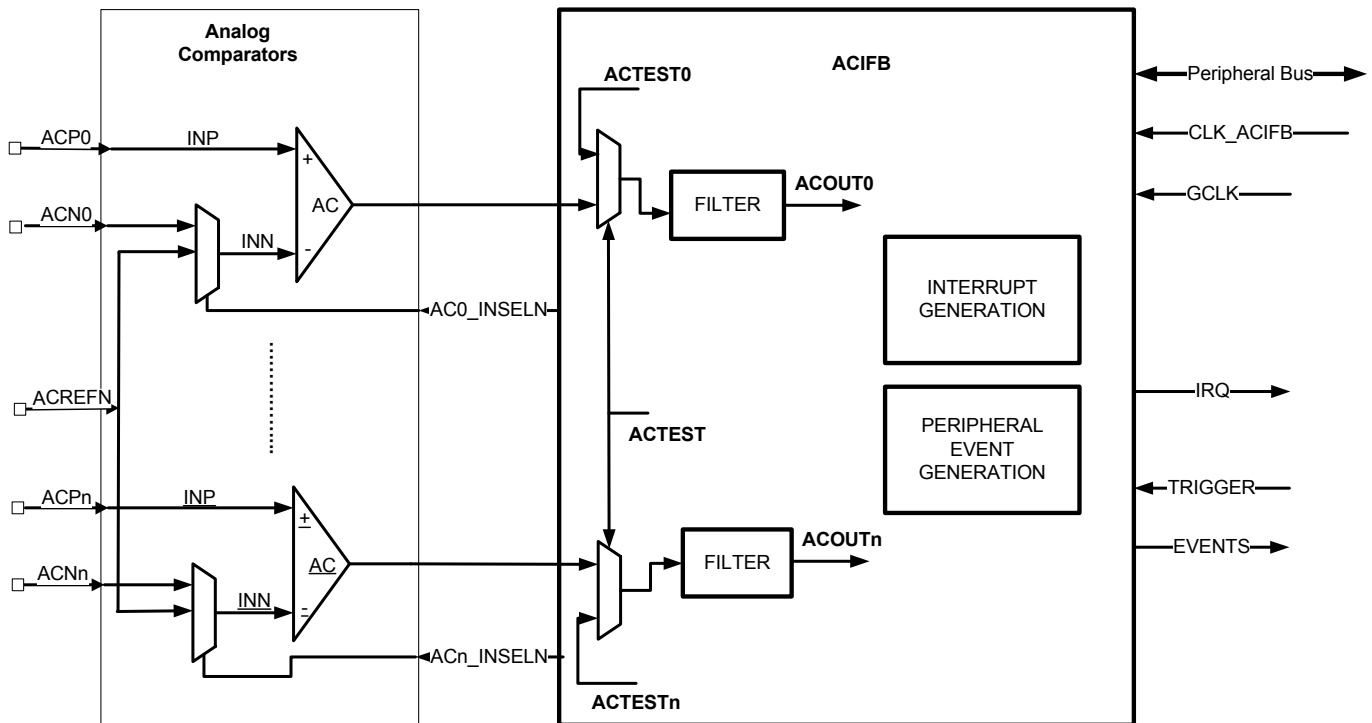 Analog
Comparators
ACIFB
ACTEST0
Peripheral Bus
ACP0
INP
+
CLK_ACIFB
AC
FILTER
ACOUT0
GCLK
ACN0
INN
-
INTERRUPT
GENERATION
AC0_INSELN
ACREFN
IRQ
ACTEST
PERIPHERAL
EVENT
GENERATION
ACPn
INP
+
TRIGGER
ACOUTn
EVENTS
AC
FILTER
ACNn
INN
-
ACn_INSELN
ACTESTn